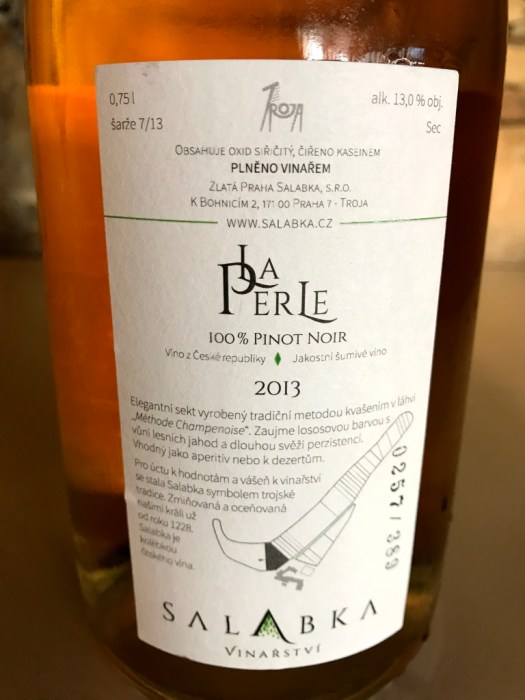 TROJA
0,75 l
alk. 13,0 % obj.
šarže 7/13
Sec
OBSAHUJE OXID SIŘIČITÝ, ČIŘENO KASEINEM
PLNĚNO VINAŘEM
ZLATÁ PRAHA SALABKA, S.R.O.
K BOHNICÍM 2, 171 00 PRAHA 7 - TROJA
WWW.SALABKA.CZ
LA
PERLE
100% PINOT NOIR
Víno z České republiky Jakostní šumivé víno
2013
Elegantní sekt vyrobený tradiční metodou kvašením v láhvi
„Méthode Champenoise“. Zaujme lososovou barvou s
vůní lesních jahod a dlouhou svěží perzistencí.
Vhodný jako aperitiv nebo k dezertům.
Pro úctu k hodnotám a vášeň k vinařství
se stala Salabka symbolem trojské
tradice. Zmiňovaná a oceňovaná
našimi králi už
od roku 1228.
Salabka je
kolébkou
českého vína.
0257/389
SALABKA
VINAŘSTVÍ